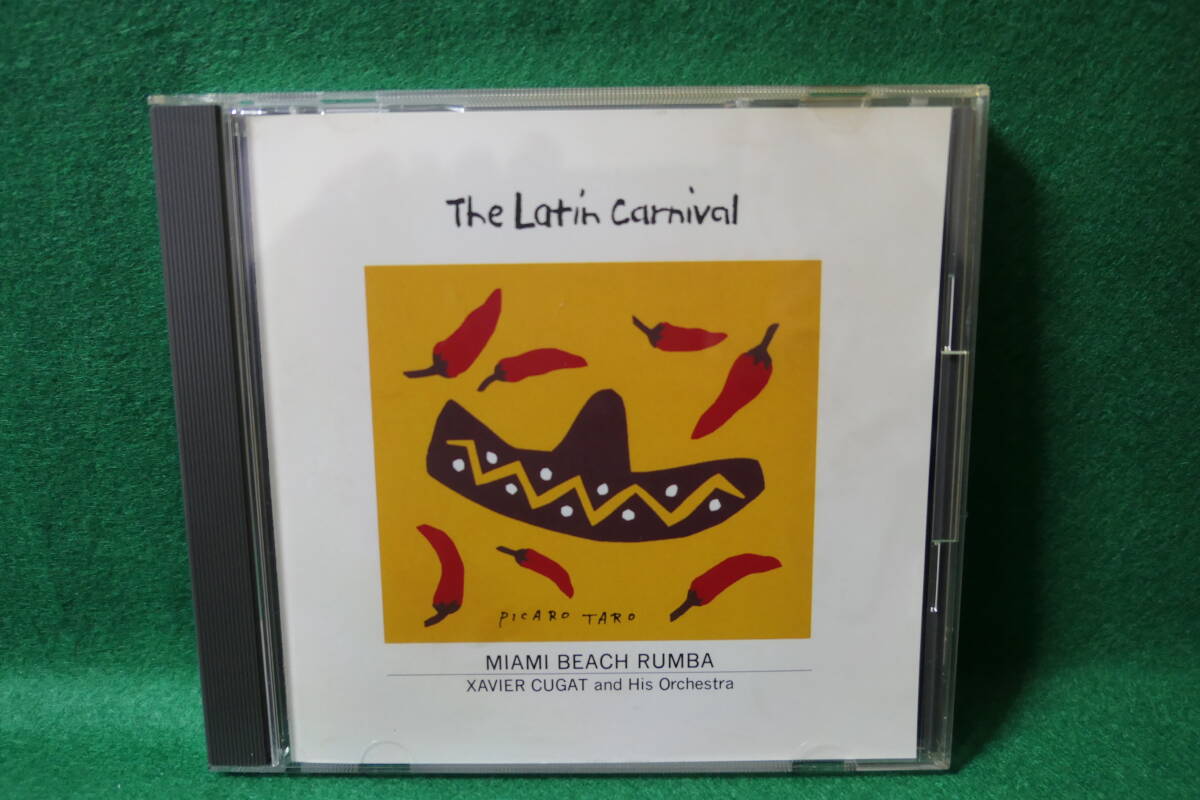 The Latin Carnival
PICARO TARO
MIAMI BEACH RUMBA
XAVIER CUGAT and His Orchestra